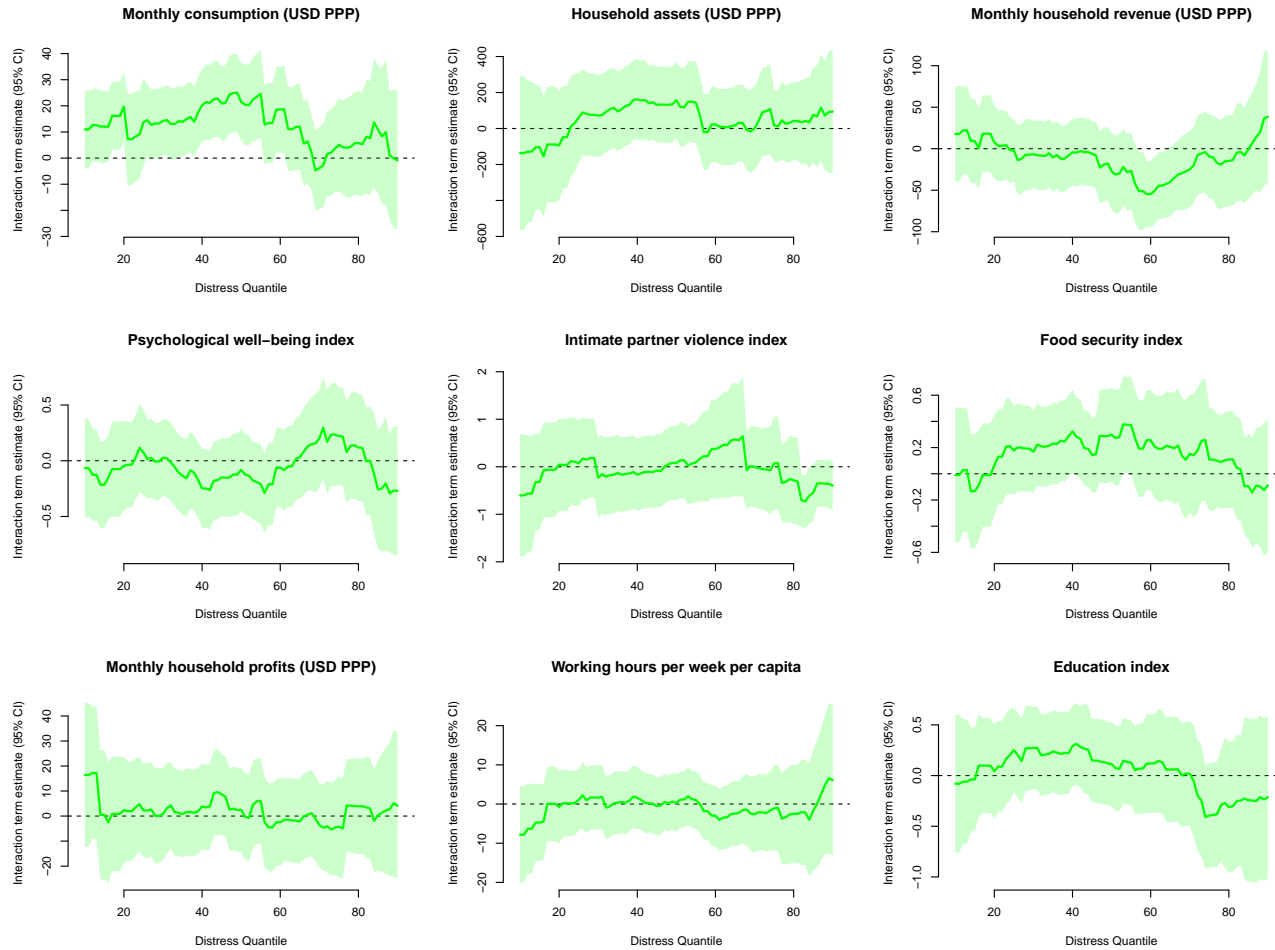 Monthly consumption (USD PPP)
Interaction term estimate (95% CI)
40
30
20
10
0
−10
−30
20 40 60 80
Distress Quantile
Household assets (USD PPP)
Interaction term estimate (95% CI)
400
200
0
−200
−600
20 40 60 80
Distress Quantile
Monthly household revenue (USD PPP)
Interaction term estimate (95% CI)
100
50
0
−50
−100
20 40 60 80
Distress Quantile
Psychological well−being index
Interaction term estimate (95% CI)
0.5
0.0
−0.5
20 40 60 80
Distress Quantile
Intimate partner violence index
Interaction term estimate (95% CI)
2
1
0
−1
−2
20 40 60 80
Distress Quantile
Food security index
Interaction term estimate (95% CI)
0.6
0.2
−0.2
−0.6
20 40 60 80
Distress Quantile
Monthly household profits (USD PPP)
Interaction term estimate (95% CI)
40
30
20
10
0
−20
20 40 60 80
Distress Quantile
Working hours per week per capita
Interaction term estimate (95% CI)
20
10
0
−10
−20
20 40 60 80
Distress Quantile
Education index
Interaction term estimate (95% CI)
0.5
0.0
−0.5
−1.0
20 40 60 80
Distress Quantile